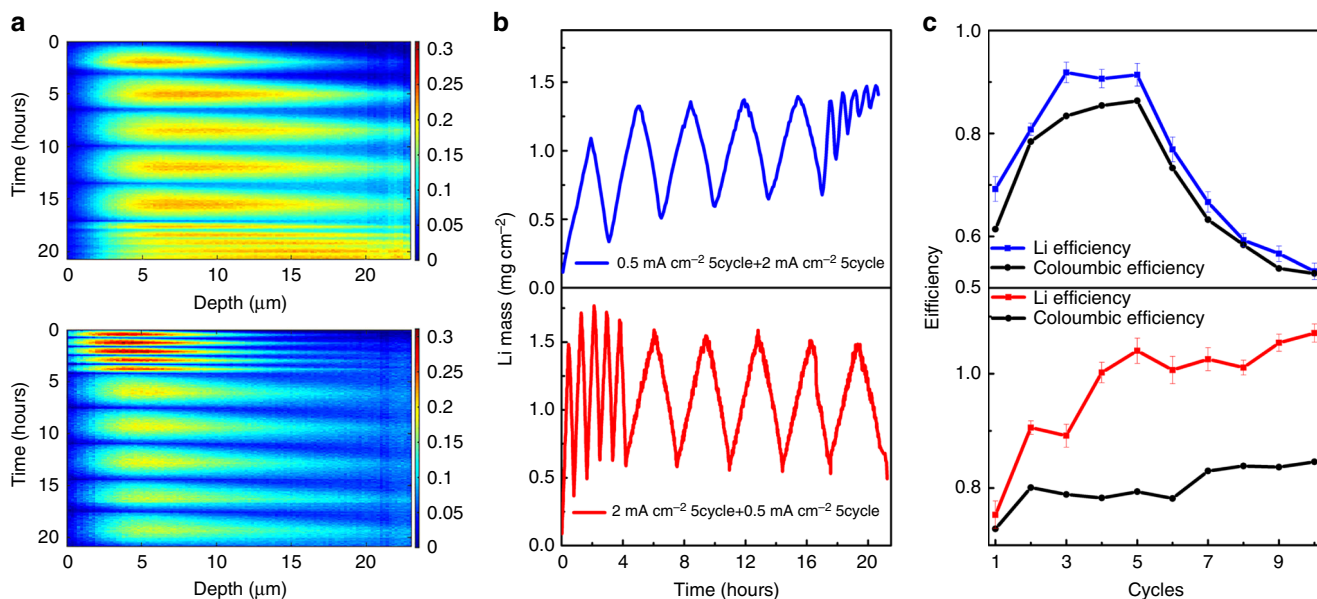 a
0
5
10
15
20
Time (hours)
0 5 10 15 20
Depth (μm)
0.3
0.25
0.2
0.15
0.1
0.05
0
0
5
10
15
20
Time (hours)
0 5 10 15 20
Depth (μm)
0.3
0.25
0.2
0.15
0.1
0.05
0
b
Li mass (mg cm⁻²)
1.5
1.0
0.5
0.0
0.5 mA cm⁻² 5cycle+2 mA cm⁻² 5cycle
1.5
1.0
0.5
0.0
2 mA cm⁻² 5cycle+0.5 mA cm⁻² 5cycle
0 4 8 12 16 20
Time (hours)
c
Eifficiency
1.0
0.8
0.6
0.5
Li efficiency
Coloumbic efficiency
Li efficiency
Coloumbic efficiency
1.0
0.8
1 3 5 7 9
Cycles